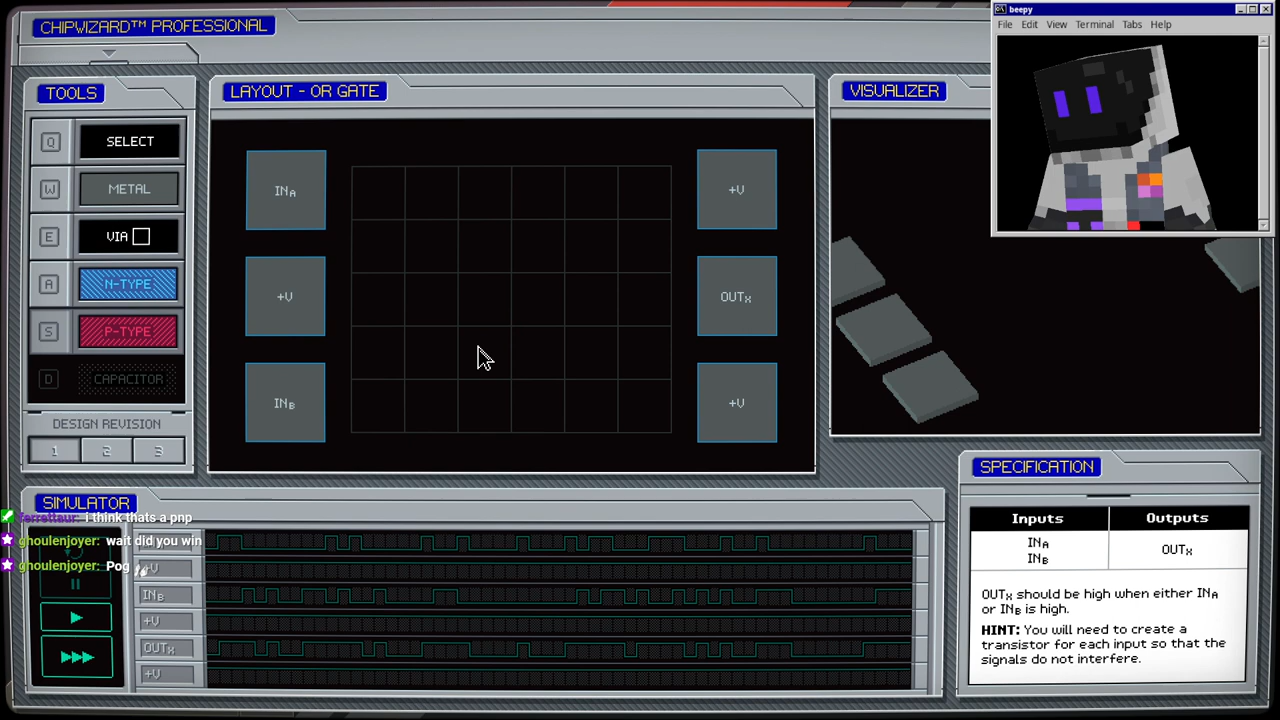 CHIPWIZARD™ PROFESSIONAL
beepy
File Edit View Terminal Tabs Help
TOOLS
Q SELECT
W METAL
E VIA
A N-TYPE
S P-TYPE
D CAPACITOR
DESIGN REVISION
1 2 3
LAYOUT - OR GATE
INA
+V
+V
OUTX
INB
+V
VISUALIZER
SIMULATOR
ferrettaur: i think thats a pnp
ghoulenjoyer: wait did you win
ghoulenjoyer: Pog
+V
INB
+V
OUTX
+V
SPECIFICATION
Inputs Outputs
INA
INB
OUTX
OUTX should be high when either INA
or INB is high.
HINT: You will need to create a
transistor for each input so that the
signals do not interfere.